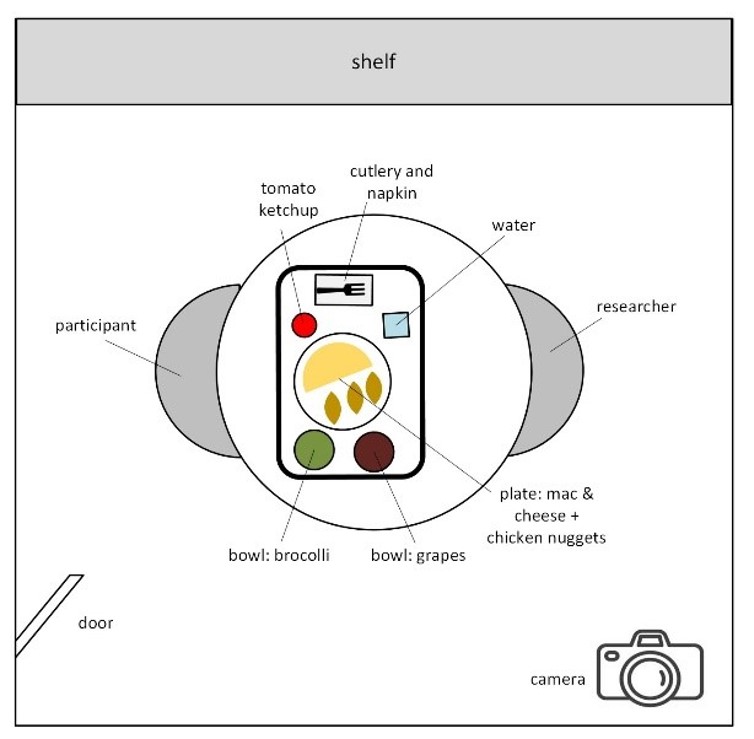 shelf
cutlery and
napkin
tomato
ketchup
water
researcher
participant
plate: mac &
cheese +
chicken nuggets
bowl: brocolli
bowl: grapes
door
camera